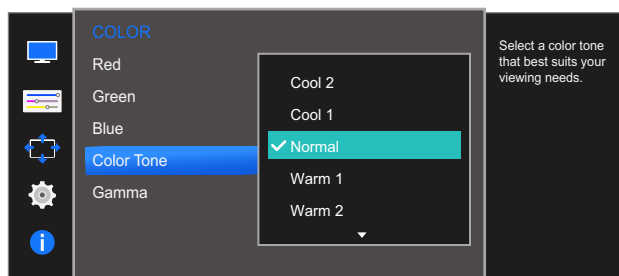 COLOR
Red
Green
Blue
Color Tone
Gamma
Cool 2
Cool 1
Normal
Warm 1
Warm 2
Select a color tone
that best suits your
viewing needs.